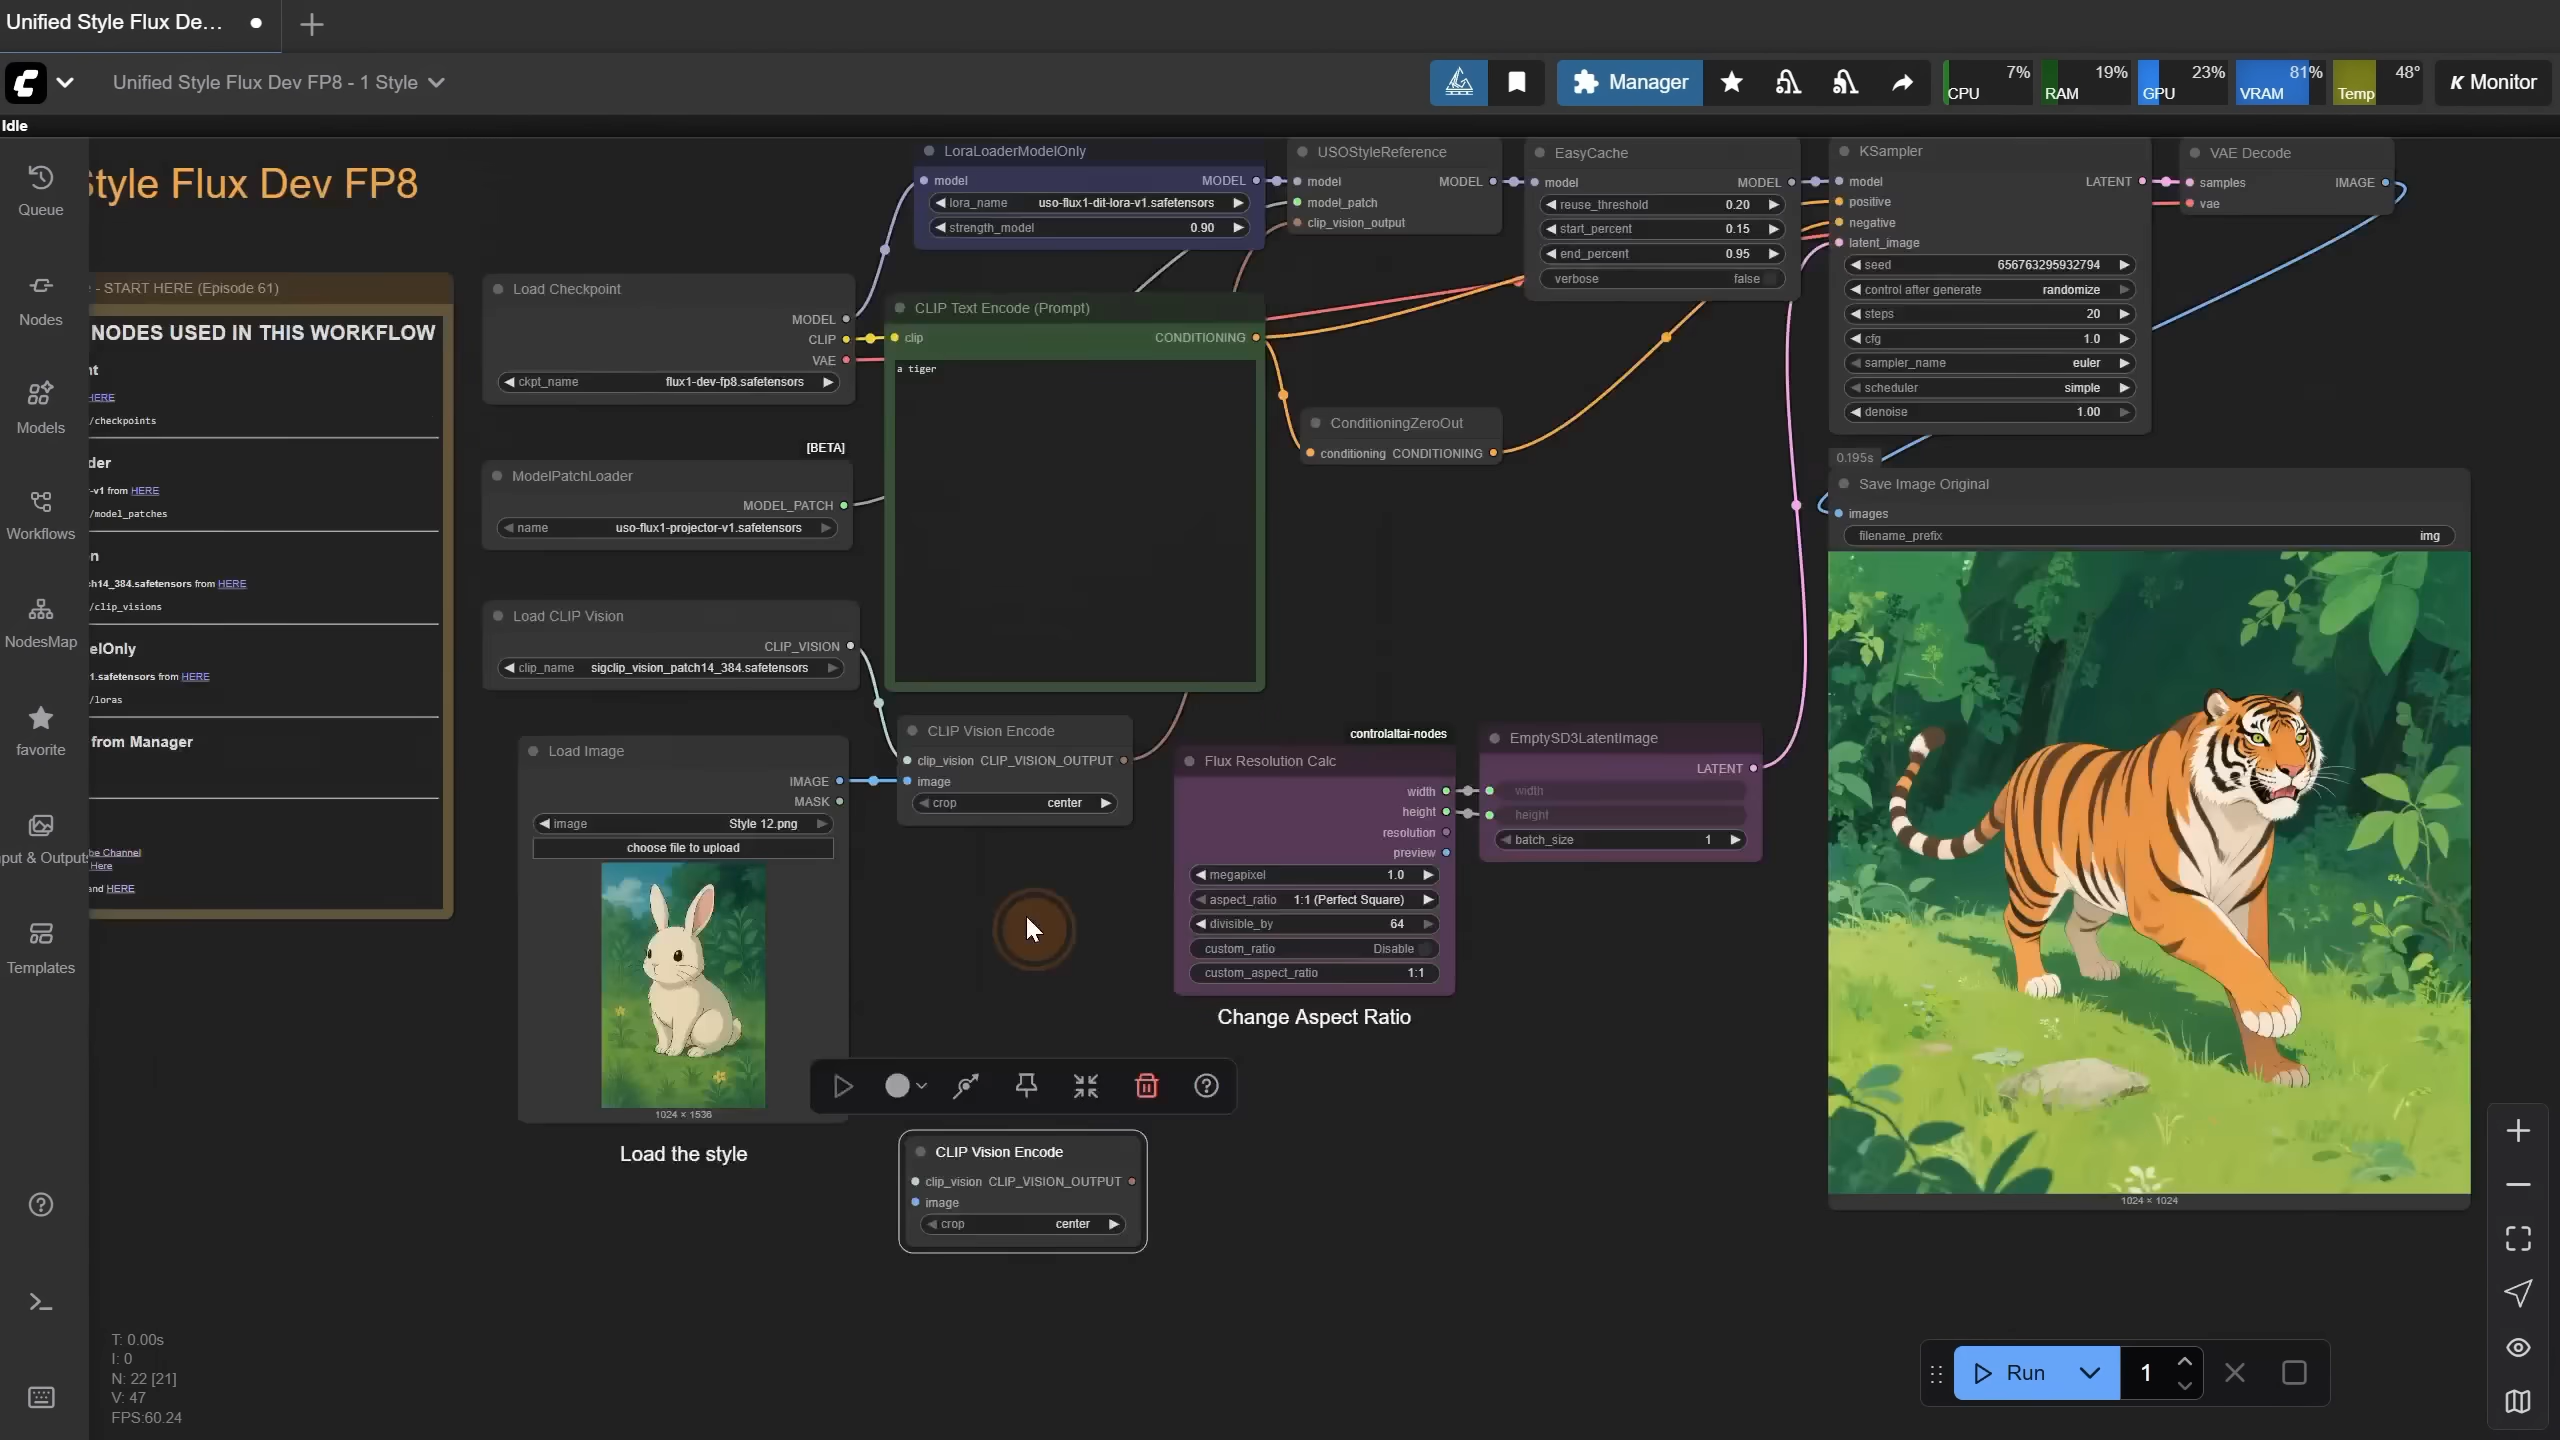 Unified Style Flux De...
Unified Style Flux Dev FP8 - 1 Style
Manager
7%
CPU
19%
RAM
23%
GPU
81%
VRAM
48°
Temp
K Monitor
Idle
Queue
Nodes
Models
Workflows
NodesMap
favorite
put & Output
Templates
Style Flux Dev FP8
- START HERE (Episode 61)
NODES USED IN THIS WORKFLOW
nt
HERE
/checkpoints
der
-v1 from HERE
/model_patches
n
ch14_384.safetensors from HERE
/clip_visions
elOnly
1.safetensors from HERE
/loras
from Manager
be Channel
Here
and HERE
Load Checkpoint
MODEL
CLIP
VAE
ckpt_name flux1-dev-fp8.safetensors
[BETA]
ModelPatchLoader
MODEL_PATCH
name uso-flux1-projector-v1.safetensors
Load CLIP Vision
CLIP_VISION
clip_name sigclip_vision_patch14_384.safetensors
Load Image
IMAGE
MASK
image Style 12.png
choose file to upload
1024 × 1536
Load the style
LoraLoaderModelOnly
model MODEL
lora_name uso-flux1-dit-lora-v1.safetensors
strength_model 0.90
CLIP Text Encode (Prompt)
clip CONDITIONING
a tiger
CLIP Vision Encode
clip_vision CLIP_VISION_OUTPUT
image
crop center
CLIP Vision Encode
clip_vision CLIP_VISION_OUTPUT
image
crop center
USOStyleReference
model MODEL
model_patch
clip_vision_output
ConditioningZeroOut
conditioning CONDITIONING
controlaltai-nodes
Flux Resolution Calc
width
height
resolution
preview
megapixel 1.0
aspect_ratio 1:1 (Perfect Square)
divisible_by 64
custom_ratio Disable
custom_aspect_ratio 1:1
Change Aspect Ratio
EmptySD3LatentImage
LATENT
width
height
batch_size 1
EasyCache
model MODEL
reuse_threshold 0.20
start_percent 0.15
end_percent 0.95
verbose false
KSampler
model LATENT
positive
negative
latent_image
seed 656763295932794
control after generate randomize
steps 20
cfg 1.0
sampler_name euler
scheduler simple
denoise 1.00
VAE Decode
samples IMAGE
vae
0.195s
Save Image Original
images
filename_prefix img
1024 × 1024
T: 0.00s
I: 0
N: 22 [21]
V: 47
FPS:60.24
Run
1